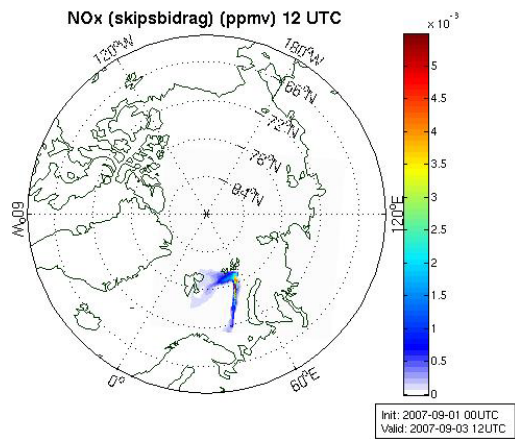 NOx (skipsbidrag) (ppmv) 12 UTC
x 10⁻³
120°W
180°W
66°N
72°N
78°N
84°N
60°W
120°E
0°
60°E
5
4.5
4
3.5
3
2.5
2
1.5
1
0.5
0
Init: 2007-09-01 00UTC
Valid: 2007-09-03 12UTC